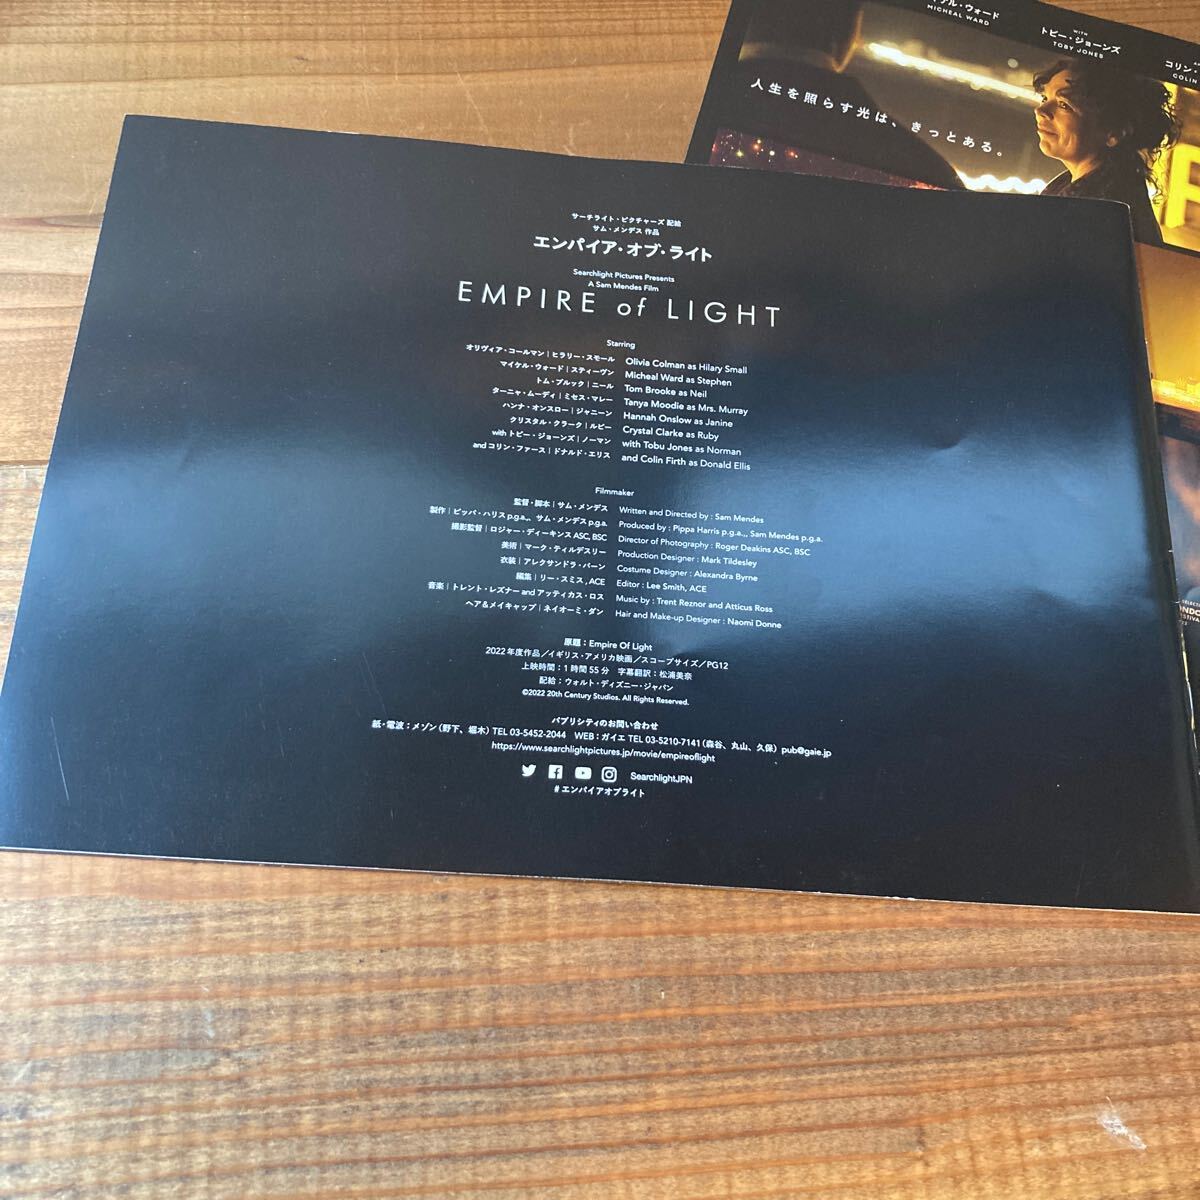 サーチライト・ピクチャーズ 配給
サム・メンデス 作品
エンパイア・オブ・ライト
Searchlight Pictures Presents
A Sam Mendes Film
EMPIRE of LIGHT
Starring
オリヴィア・コールマン|ヒラリー・スモール Olivia Colman as Hilary Small
マイケル・ウォード|スティーヴン Micheal Ward as Stephen
トム・ブルック|ニール Tom Brooke as Neil
ターニャ・ムーディ|ミセス・マレー Tanya Moodie as Mrs. Murray
ハンナ・オンスロー|ジャニーン Hannah Onslow as Janine
クリスタル・クラーク|ルビー Crystal Clarke as Ruby
with トビー・ジョーンズ|ノーマン with Tobu Jones as Norman
and コリン・ファース|ドナルド・エリス and Colin Firth as Donald Ellis
Filmmaker
監督・脚本|サム・メンデス Written and Directed by : Sam Mendes
製作|ピッパ・ハリス p.g.a.,、サム・メンデス p.g.a. Produced by : Pippa Harris p.g.a.,, Sam Mendes p.g.a.
撮影監督|ロジャー・ディーキンス ASC, BSC Director of Photography : Roger Deakins ASC, BSC
美術|マーク・ティルデスリー Production Designer : Mark Tildesley
衣装|アレクサンドラ・バーン Costume Designer : Alexandra Byrne
編集|リー・スミス, ACE Editor : Lee Smith, ACE
音楽|トレント・レズナー and アッティカス・ロス Music by : Trent Reznor and Atticus Ross
ヘア＆メイキャップ|ネイオーミ・ダン Hair and Make-up Designer : Naomi Donne
原題：Empire Of Light
2022 年度作品／イギリス・アメリカ映画／スコープサイズ／PG12
上映時間：1 時間 55 分　字幕翻訳：松浦美奈
配給：ウォルト・ディズニー・ジャパン
©2022 20th Century Studios. All Rights Reserved.
パブリシティのお問い合わせ
紙・電波：メゾン（野下、堀木）TEL 03-5452-2044　WEB：ガイエ TEL 03-5210-7141（森谷、丸山、久保）pub@gaie.jp
https://www.searchlightpictures.jp/movie/empireoflight
SearchlightJPN
#エンパイアオブライト
アル・ウォード
MICHEAL WARD
WITH
トビー・ジョーンズ
TOBY JONES
コリン・
COLIN
人生を照らす光は、きっとある。